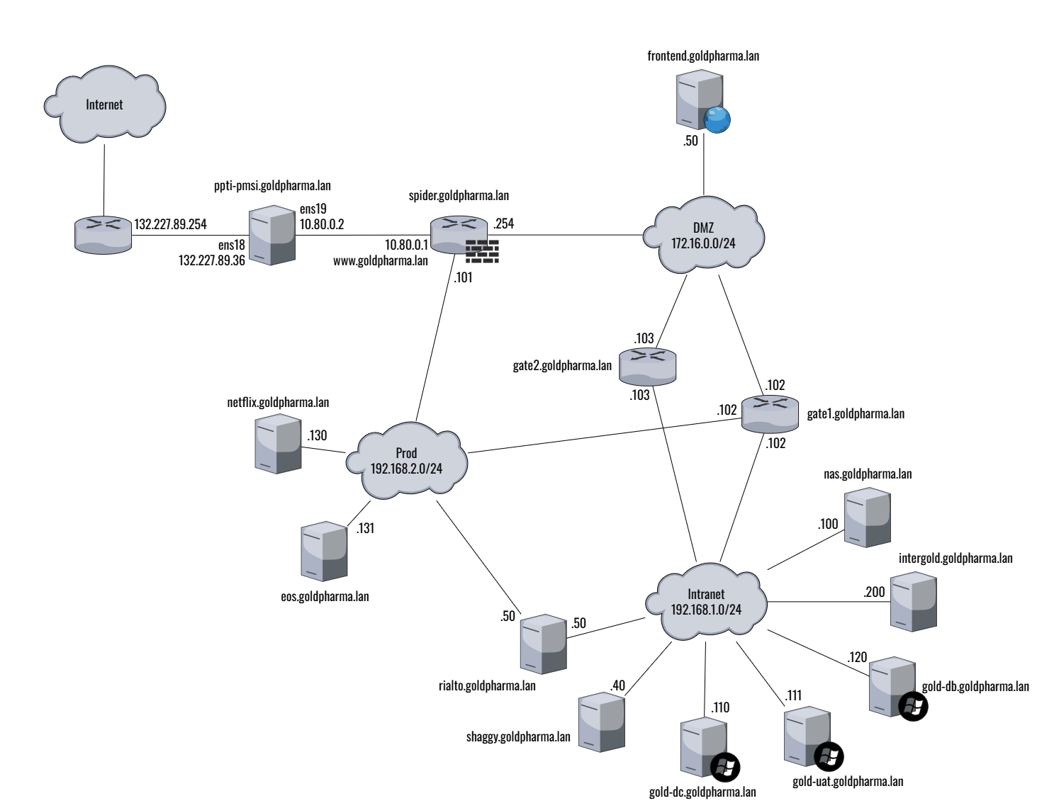 frontend.goldpharma.lan
Internet
.50
ppti-pmsi.goldpharma.lan
spider.goldpharma.lan
ens19
10.80.0.2
132.227.89.254
.254
DMZ
172.16.0.0/24
ens18
132.227.89.36
10.80.0.1
www.goldpharma.lan
.101
.103
gate2.goldpharma.lan
.103
.102
.102
gate1.goldpharma.lan
.102
netflix.goldpharma.lan
.130
Prod
192.168.2.0/24
nas.goldpharma.lan
.100
.131
eos.goldpharma.lan
intergold.goldpharma.lan
.200
Intranet
192.168.1.0/24
.50
.50
rialto.goldpharma.lan
.120
gold-db.goldpharma.lan
.40
shaggy.goldpharma.lan
.110
gold-dc.goldpharma.lan
.111
gold-uat.goldpharma.lan